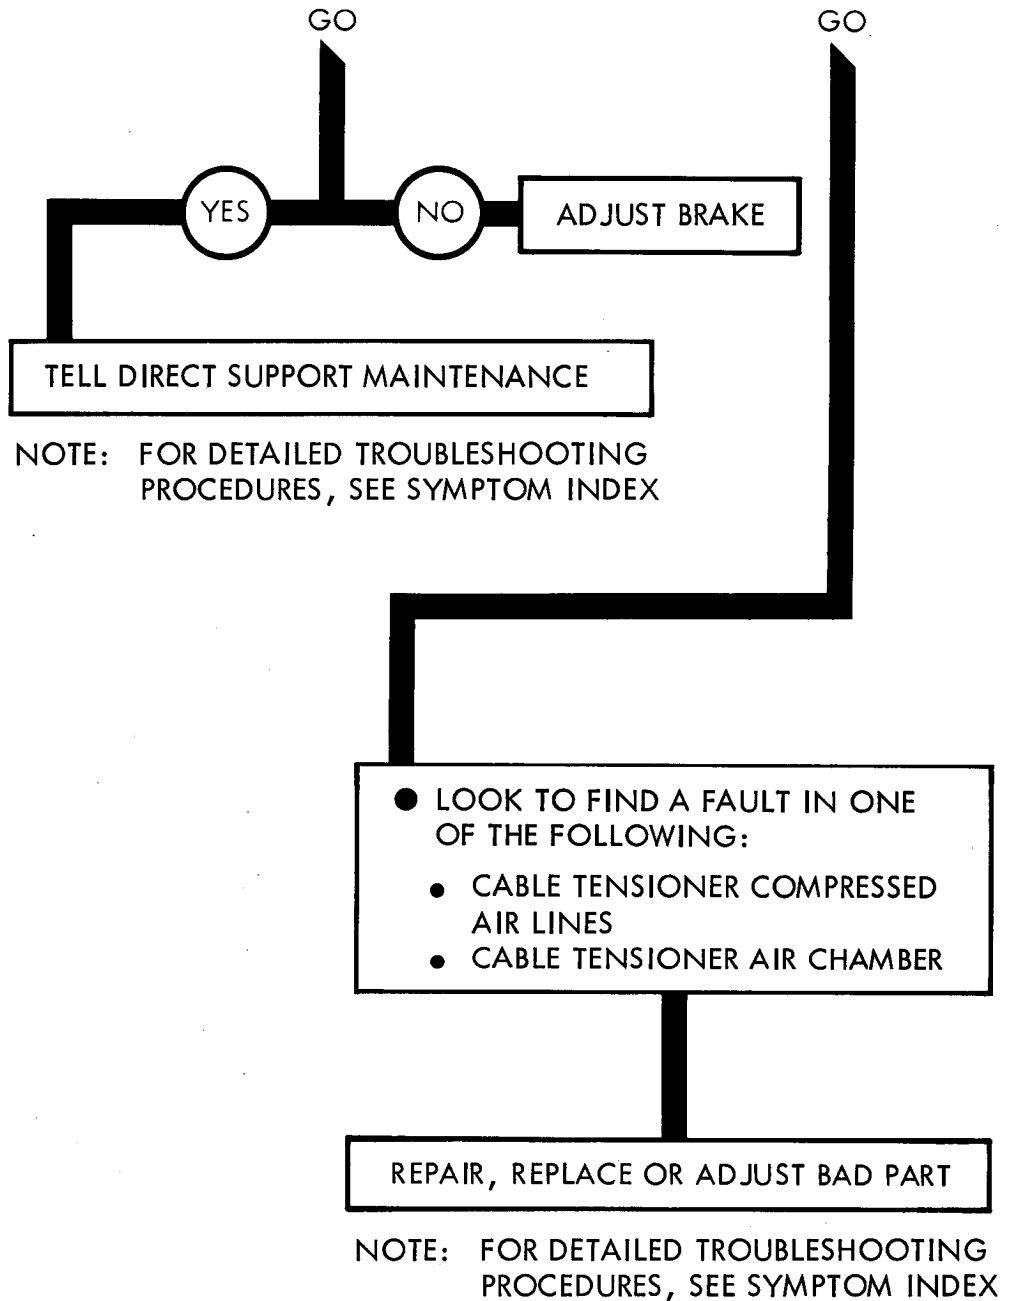 GO
GO
YES
NO
ADJUST BRAKE
TELL DIRECT SUPPORT MAINTENANCE
NOTE: FOR DETAILED TROUBLESHOOTING
PROCEDURES, SEE SYMPTOM INDEX
● LOOK TO FIND A FAULT IN ONE
OF THE FOLLOWING:
● CABLE TENSIONER COMPRESSED
AIR LINES
● CABLE TENSIONER AIR CHAMBER
REPAIR, REPLACE OR ADJUST BAD PART
NOTE: FOR DETAILED TROUBLESHOOTING
PROCEDURES, SEE SYMPTOM INDEX